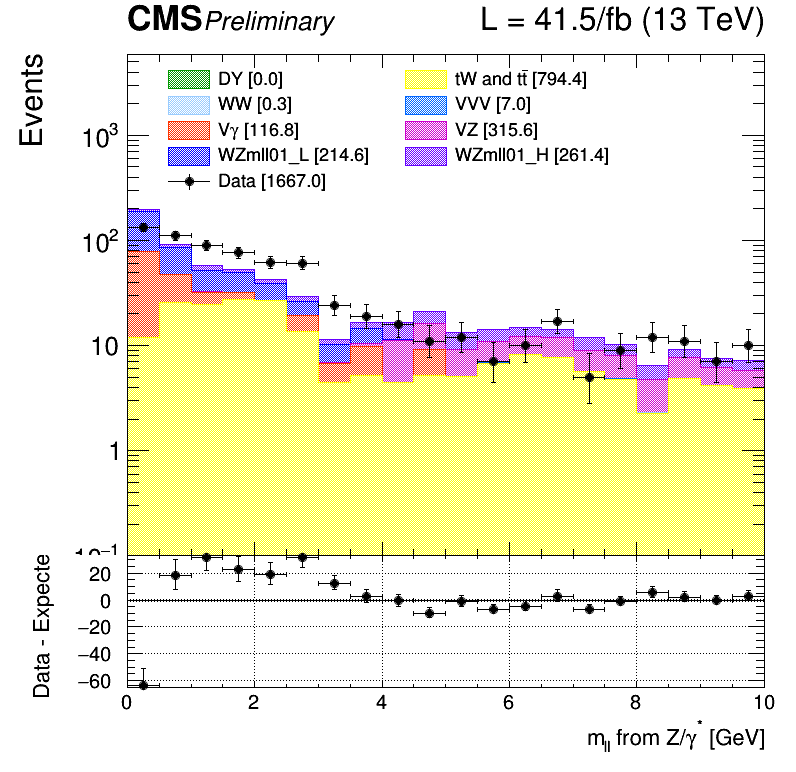 CMS Preliminary L = 41.5/fb (13 TeV)
Events
DY [0.0] tW and tt̄ [794.4]
WW [0.3] VVV [7.0]
Vγ [116.8] VZ [315.6]
WZmll01_L [214.6] WZmll01_H [261.4]
Data [1667.0]
10³
10²
10
1
Data - Expecte
20
0
−20
−40
−60
0 2 4 6 8 10
m_ll from Z/γ* [GeV]